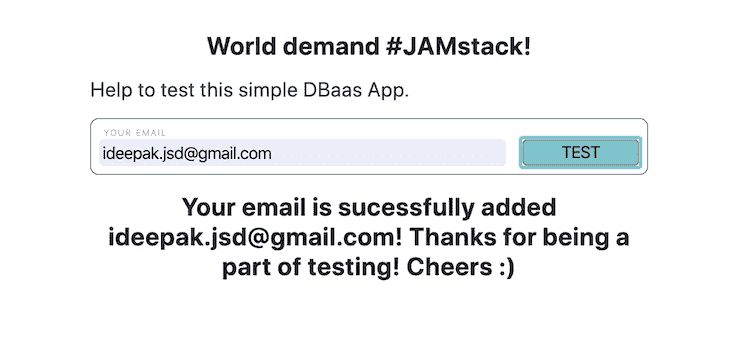 World demand #JAMstack!
Help to test this simple DBaas App.
YOUR EMAIL
ideepak.jsd@gmail.com
TEST
Your email is sucessfully added
ideepak.jsd@gmail.com! Thanks for being a
part of testing! Cheers :)